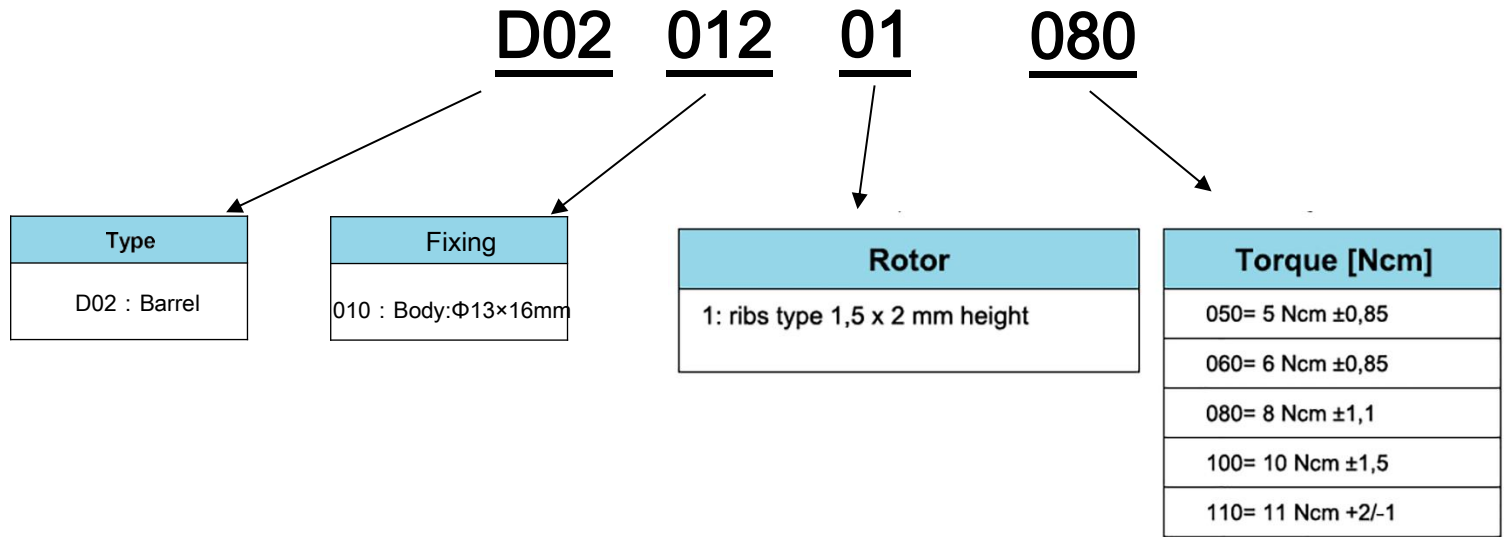 D02 012 01 080
Type
D02：Barrel
Fixing
010：Body:Φ13×16mm
Rotor
1: ribs type 1,5 x 2 mm height
Torque [Ncm]
050= 5 Ncm ±0,85
060= 6 Ncm ±0,85
080= 8 Ncm ±1,1
100= 10 Ncm ±1,5
110= 11 Ncm +2/-1